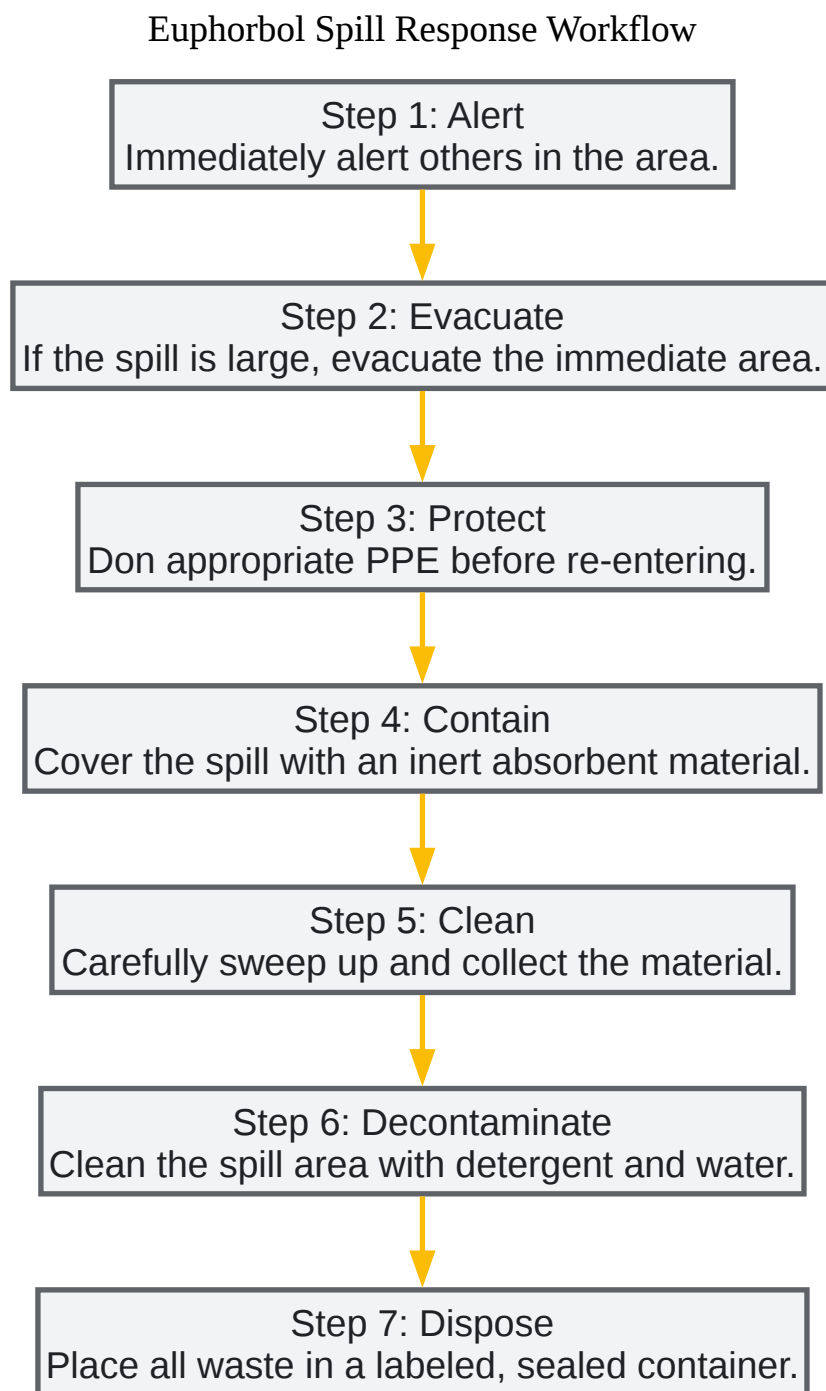 Euphorbol Spill Response Workflow
Step 1: Alert
Immediately alert others in the area.
Step 2: Evacuate
If the spill is large, evacuate the immediate area.
Step 3: Protect
Don appropriate PPE before re-entering.
Step 4: Contain
Cover the spill with an inert absorbent material.
Step 5: Clean
Carefully sweep up and collect the material.
Step 6: Decontaminate
Clean the spill area with detergent and water.
Step 7: Dispose
Place all waste in a labeled, sealed container.